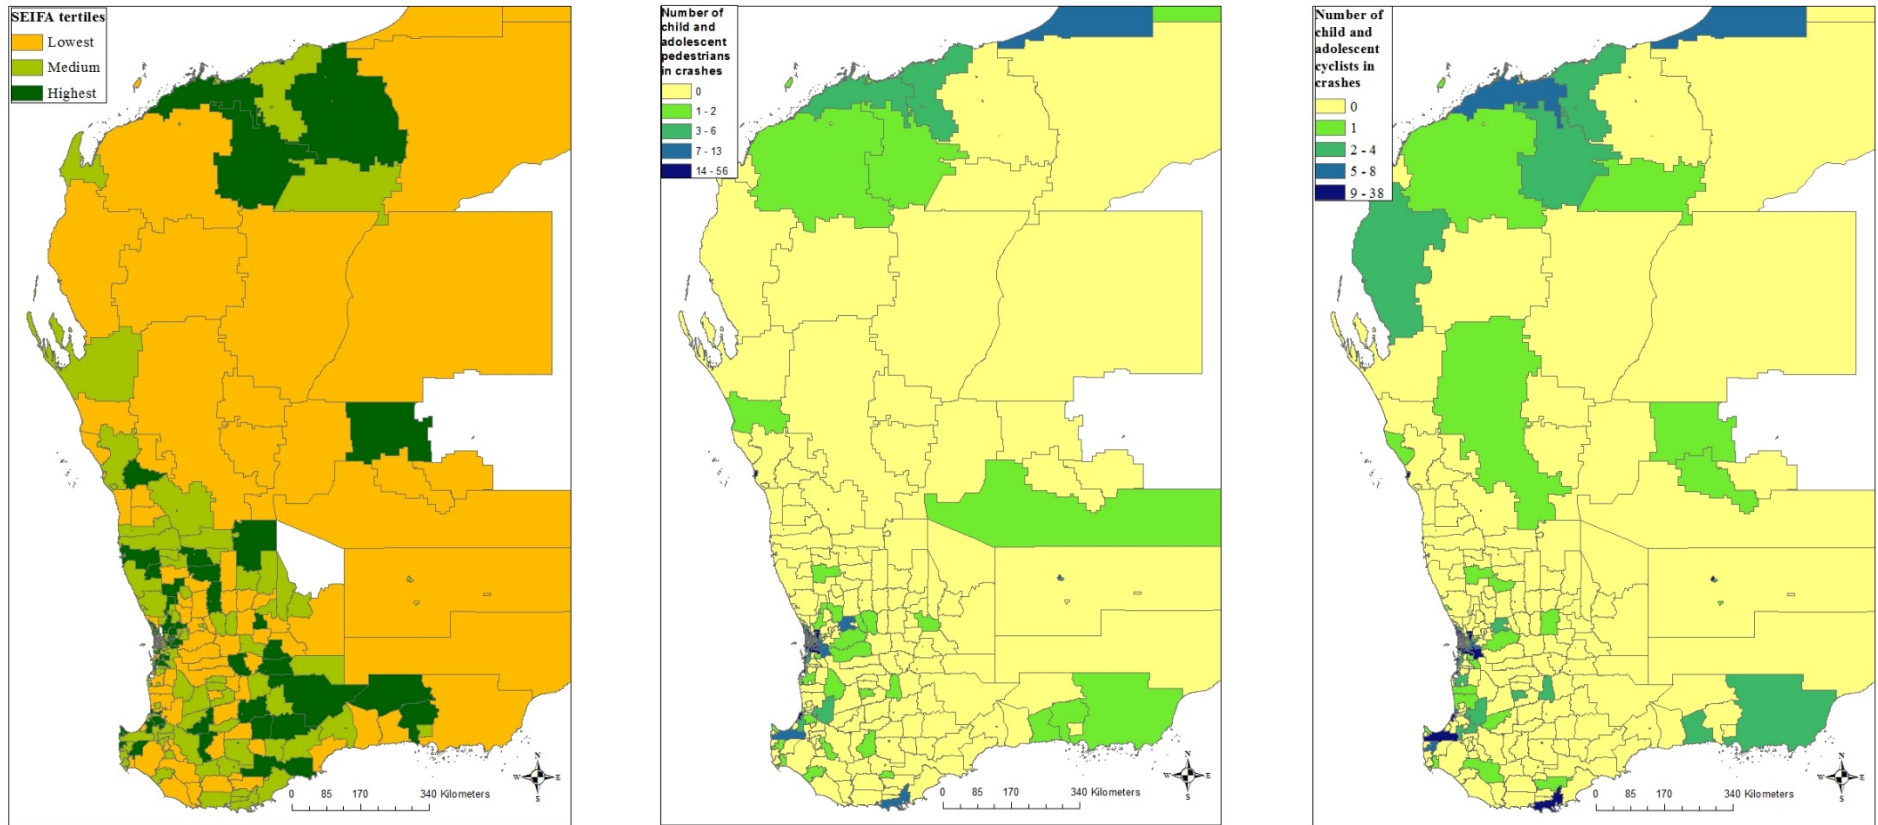 SEIFA tertiles
Lowest
Medium
Highest
N
W E
S
0 85 170 340 Kilometers
Number of
child and
adolescent
pedestrians
in crashes
0
1 - 2
3 - 6
7 - 13
14 - 56
N
W E
S
0 85 170 340 Kilometers
Number of
child and
adolescent
cyclists in
crashes
0
1
2 - 4
5 - 8
9 - 38
N
W E
S
0 85 170 340 Kilometers